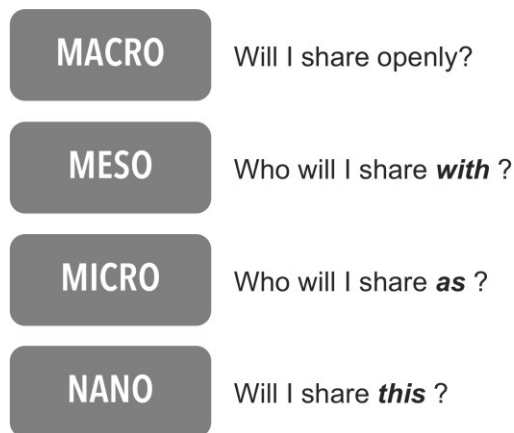 MACRO Will I share openly?
MESO Who will I share with ?
MICRO Who will I share as ?
NANO Will I share this ?